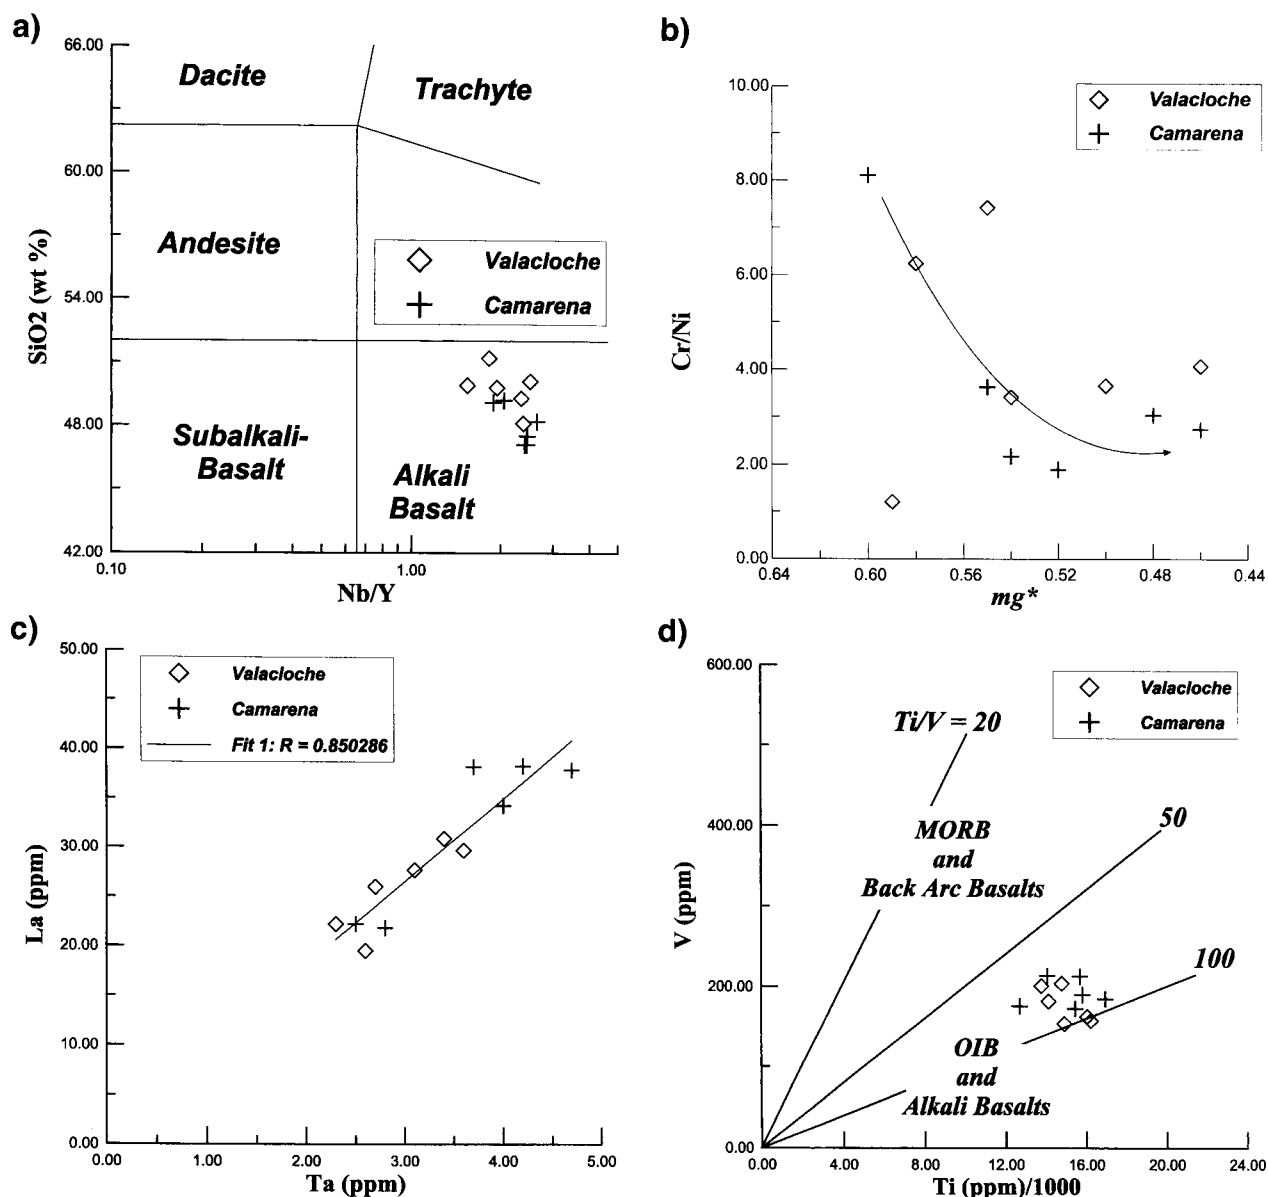 a)
66.00
60.00
54.00
48.00
42.00
SiO2 (wt %)
Dacite
Trachyte
Andesite
Valacloche
Camarena
Subalkali-
Basalt
Alkali
Basalt
0.10
1.00
Nb/Y
b)
10.00
8.00
6.00
4.00
2.00
0.00
Cr/Ni
Valacloche
Camarena
0.64
0.60
0.56
0.52
0.48
0.44
mg*
c)
50.00
40.00
30.00
20.00
10.00
0.00
La (ppm)
Valacloche
Camarena
Fit 1: R = 0.850286
0.00
1.00
2.00
3.00
4.00
5.00
Ta (ppm)
d)
600.00
400.00
200.00
0.00
V (ppm)
Valacloche
Camarena
Ti/V = 20
MORB
and
Back Arc Basalts
50
100
OIB
and
Alkali Basalts
0.00
4.00
8.00
12.00
16.00
20.00
24.00
Ti (ppm)/1000